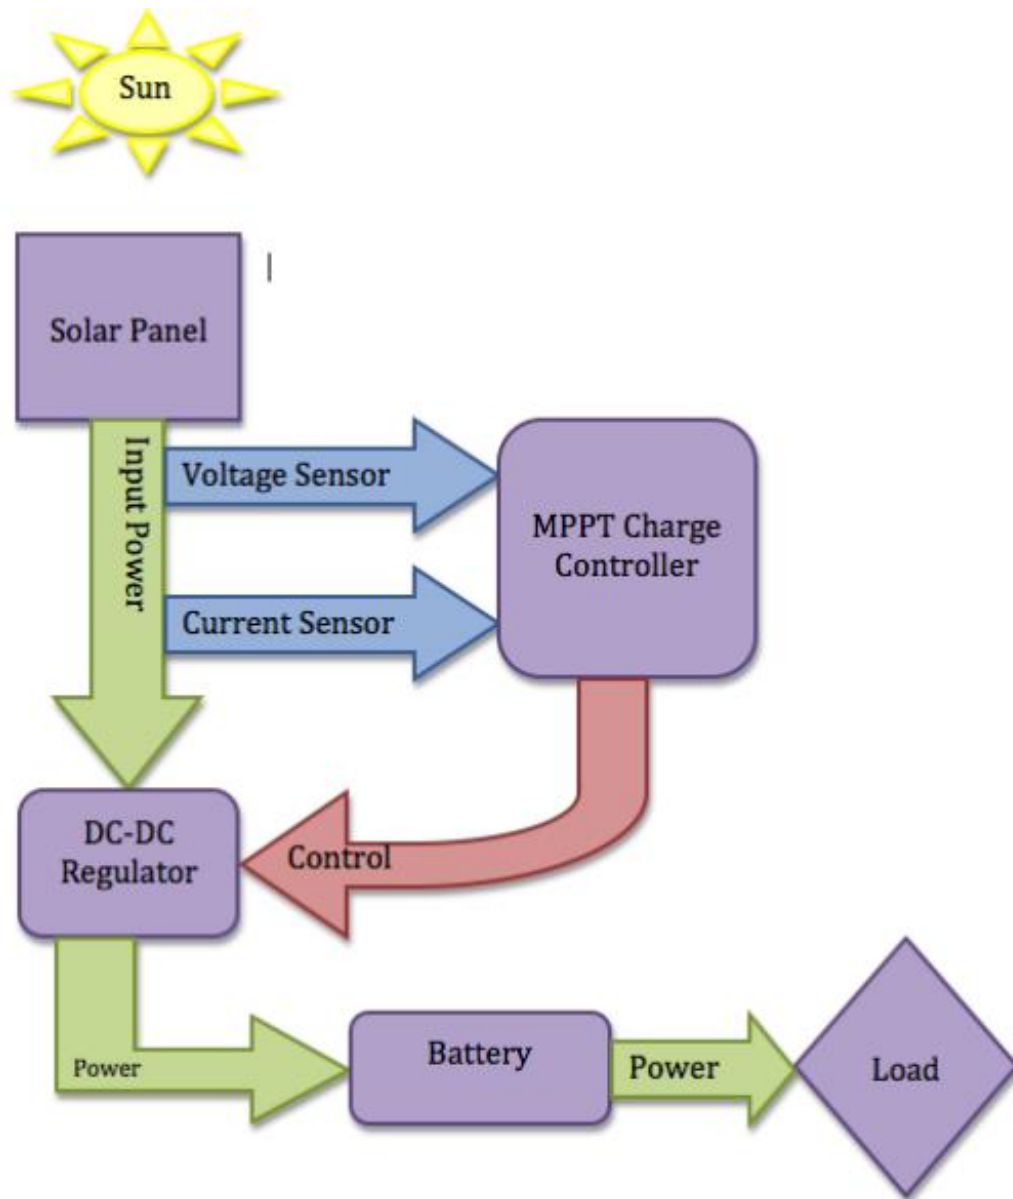 Sun
Solar Panel
Input Power
Voltage Sensor
MPPT Charge
Controller
Current Sensor
DC-DC
Regulator
Control
Power
Battery
Power
Load